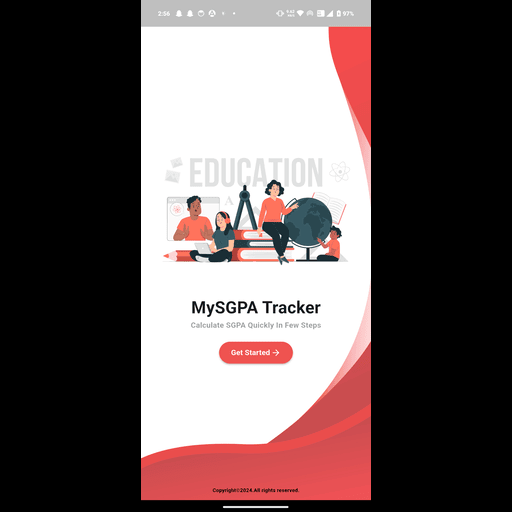 2:56
97%
EDUCATION
A
MySGPA Tracker
Calculate SGPA Quickly In Few Steps
Get Started →
Copyright©2024.All rights reserved.